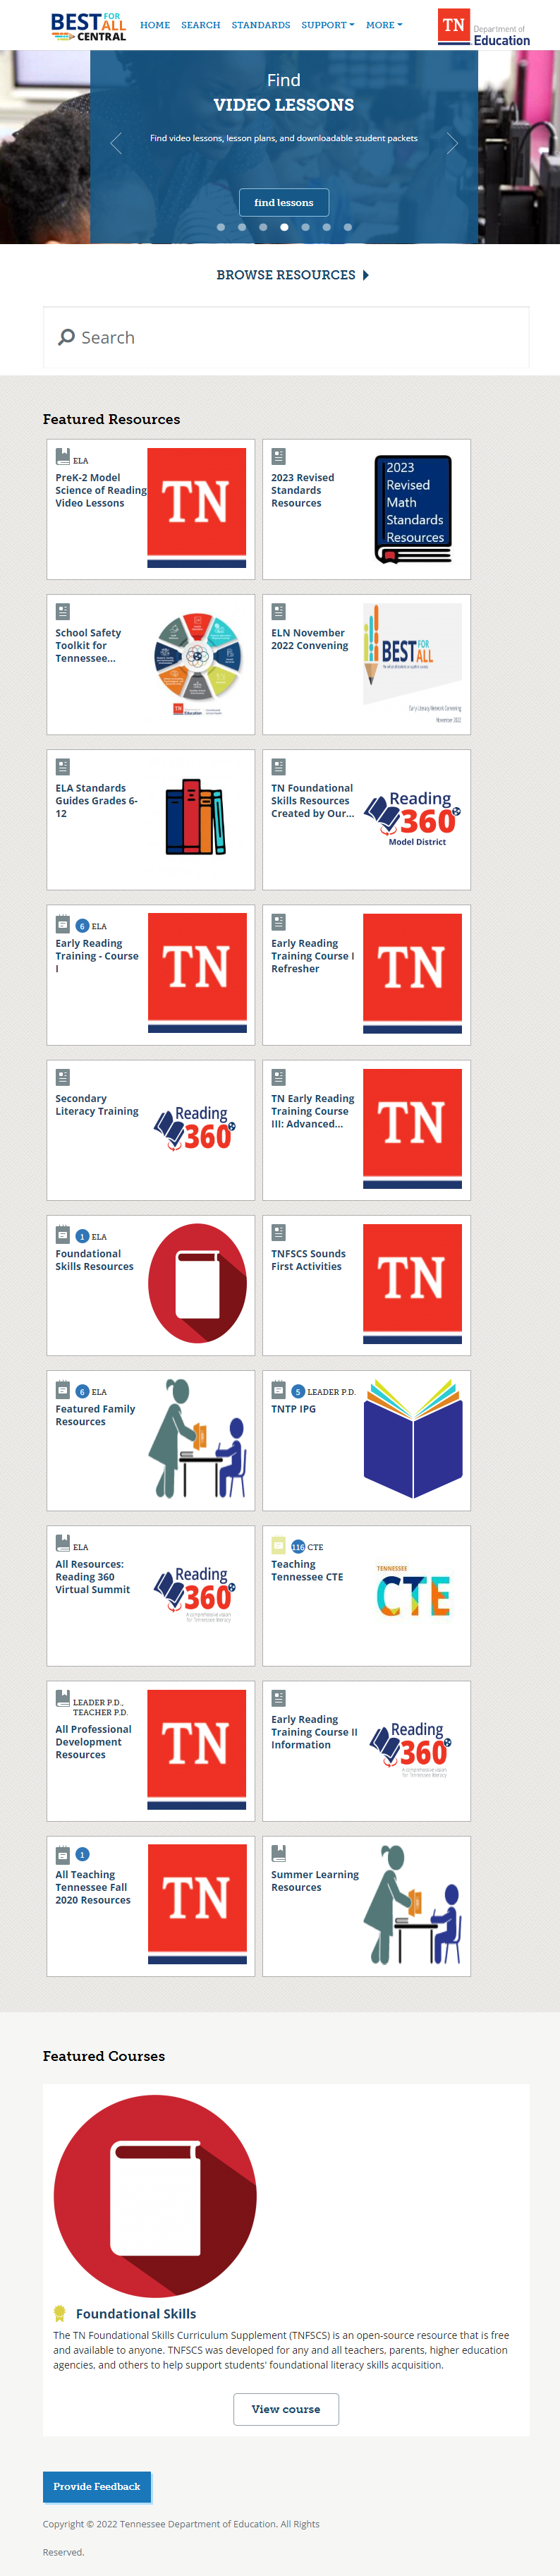 BEST FOR ALL CENTRAL
HOME SEARCH STANDARDS SUPPORT MORE
TN Department of Education
Find
VIDEO LESSONS
Find video lessons, lesson plans, and downloadable student packets
find lessons
BROWSE RESOURCES
Search
Featured Resources
ELA
PreK-2 Model
Science of Reading
Video Lessons
TN
2023 Revised
Standards
Resources
2023
Revised
Math
Standards
Resources
School Safety
Toolkit for
Tennessee...
TN Education
ELN November
2022 Convening
BEST FOR ALL
Early Literacy Network Convening
November 2022
ELA Standards
Guides Grades 6-
12
TN Foundational
Skills Resources
Created by Our...
Reading
360
Model District
6 ELA
Early Reading
Training - Course
I
TN
Early Reading
Training Course I
Refresher
TN
Secondary
Literacy Training
Reading
360
TN Early Reading
Training Course
III: Advanced...
TN
1 ELA
Foundational
Skills Resources
TNFSCS Sounds
First Activities
TN
6 ELA
Featured Family
Resources
5 LEADER P.D.
TNTP IPG
ELA
All Resources:
Reading 360
Virtual Summit
Reading
360
A comprehensive vision
for Tennessee literacy
116 CTE
Teaching
Tennessee CTE
TENNESSEE
CTE
LEADER P.D.,
TEACHER P.D.
All Professional
Development
Resources
TN
Early Reading
Training Course II
Information
Reading
360
A comprehensive vision
for Tennessee literacy
1
All Teaching
Tennessee Fall
2020 Resources
TN
Summer Learning
Resources
Featured Courses
Foundational Skills
The TN Foundational Skills Curriculum Supplement (TNFSCS) is an open-source resource that is free
and available to anyone. TNFSCS was developed for any and all teachers, parents, higher education
agencies, and others to help support students' foundational literacy skills acquisition.
View course
Provide Feedback
Copyright © 2022 Tennessee Department of Education. All Rights
Reserved.